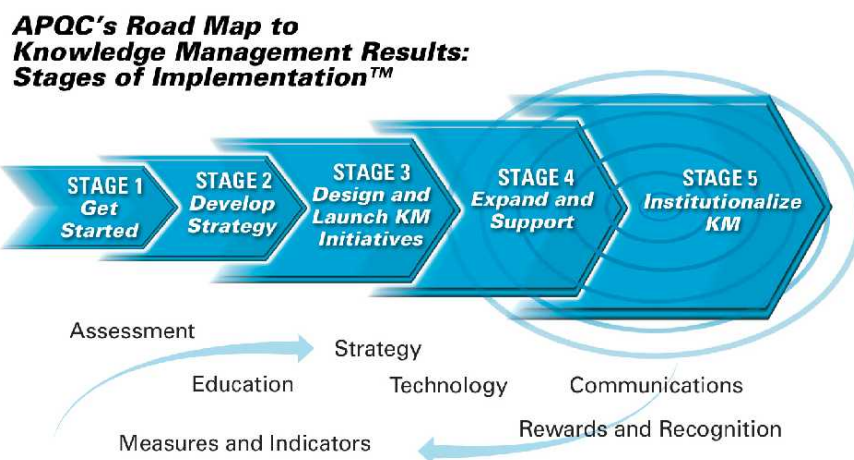 APQC's Road Map to
Knowledge Management Results:
Stages of Implementation™
STAGE 1
Get
Started
STAGE 2
Develop
Strategy
STAGE 3
Design and
Launch KM
Initiatives
STAGE 4
Expand and
Support
STAGE 5
Institutionalize
KM
Assessment
Strategy
Education
Technology
Communications
Measures and Indicators
Rewards and Recognition